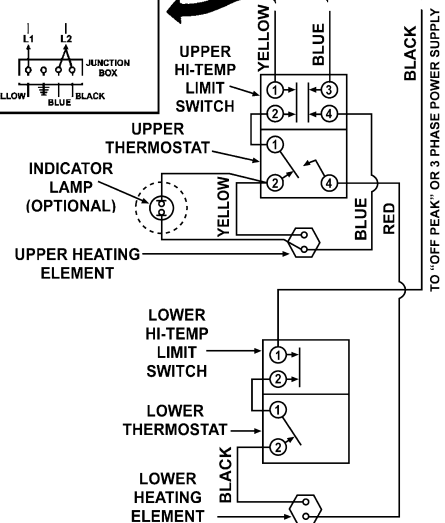 L1 L2
JUNCTION
BOX
LLOW
BLUE
BLACK
YELLOW
BLUE
BLACK
TO "OFF PEAK" OR 3 PHASE POWER SUPPLY
UPPER
HI-TEMP
LIMIT
SWITCH
1 3
2 4
UPPER
THERMOSTAT
1
2 4
INDICATOR
LAMP
(OPTIONAL)
YELLOW
BLUE
RED
UPPER HEATING
ELEMENT
LOWER
HI-TEMP
LIMIT
SWITCH
1
2
LOWER
THERMOSTAT
1
2
BLACK
LOWER
HEATING
ELEMENT